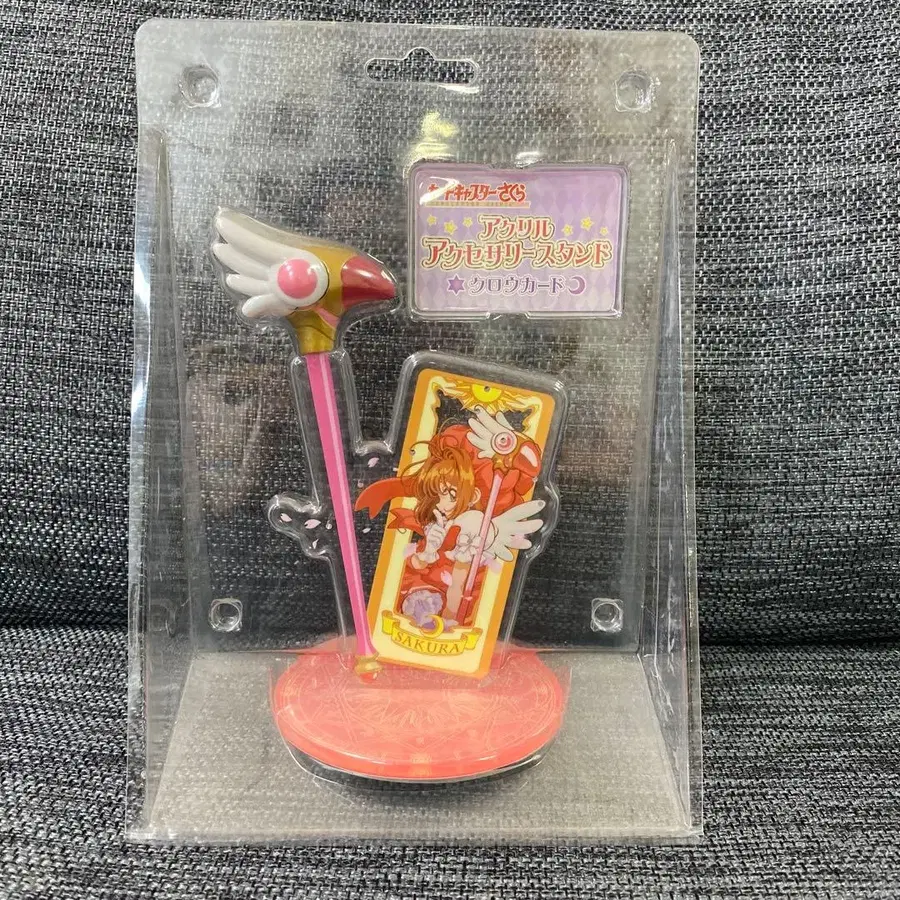 カードキャプターさくら
アクリル
アクセサリースタンド
クロウカード
SAKURA